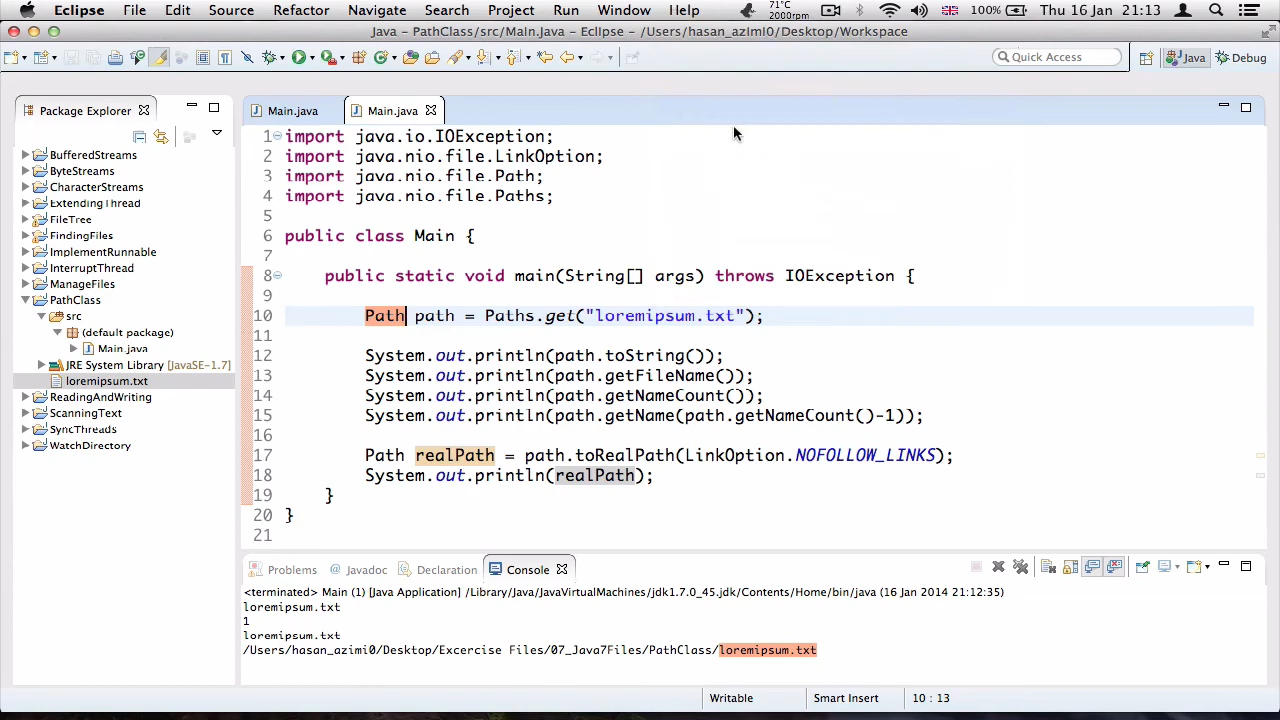 Eclipse File Edit Source Refactor Navigate Search Project Run Window Help 71°C 2000rpm 100% Thu 16 Jan 21:13
Java - PathClass/src/Main.Java - Eclipse - /Users/hasan_azimi0/Desktop/Workspace
Quick Access Java Debug
Package Explorer
BufferedStreams
ByteStreams
CharacterStreams
ExtendingThread
FileTree
FindingFiles
ImplementRunnable
InterruptThread
ManageFiles
PathClass
src
(default package)
Main.java
JRE System Library [JavaSE-1.7]
loremipsum.txt
ReadingAndWriting
ScanningText
SyncThreads
WatchDirectory
Main.java Main.java
1 import java.io.IOException;
2 import java.nio.file.LinkOption;
3 import java.nio.file.Path;
4 import java.nio.file.Paths;
5
6 public class Main {
7
8 public static void main(String[] args) throws IOException {
9
10 Path path = Paths.get("loremipsum.txt");
11
12 System.out.println(path.toString());
13 System.out.println(path.getFileName());
14 System.out.println(path.getNameCount());
15 System.out.println(path.getName(path.getNameCount()-1));
16
17 Path realPath = path.toRealPath(LinkOption.NOFOLLOW_LINKS);
18 System.out.println(realPath);
19 }
20 }
21
Problems @ Javadoc Declaration Console
<terminated> Main (1) [Java Application] /Library/Java/JavaVirtualMachines/jdk1.7.0_45.jdk/Contents/Home/bin/java (16 Jan 2014 21:12:35)
loremipsum.txt
1
loremipsum.txt
/Users/hasan_azimi0/Desktop/Excercise Files/07_Java7Files/PathClass/loremipsum.txt
Writable Smart Insert 10 : 13